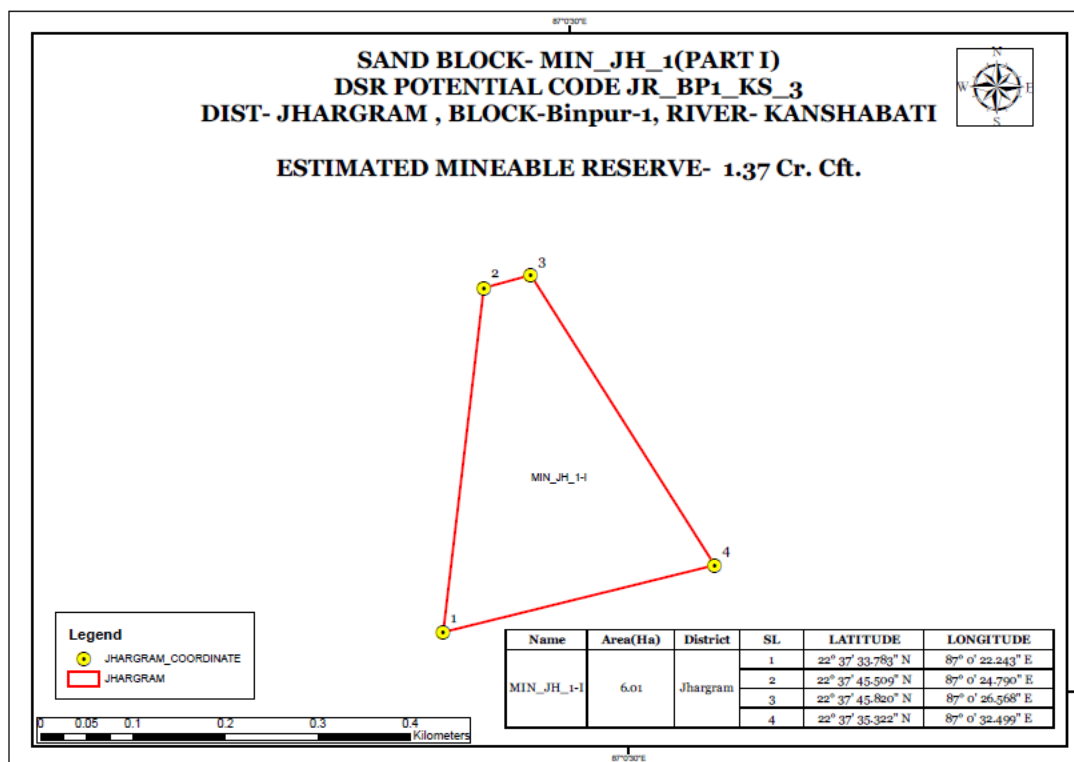 87°0'30"E
SAND BLOCK- MIN_JH_1(PART I)
DSR POTENTIAL CODE JR_BP1_KS_3
DIST- JHARGRAM , BLOCK-Binpur-1, RIVER- KANSHABATI
ESTIMATED MINEABLE RESERVE- 1.37 Cr. Cft.
N
W E
S
3
2
MIN_JH_1-I
4
1
Legend
JHARGRAM_COORDINATE
JHARGRAM
Name Area(Ha) District SL LATITUDE LONGITUDE
MIN_JH_1-I 6.01 Jhargram
1 22° 37' 33.783" N 87° 0' 22.243" E
2 22° 37' 45.509" N 87° 0' 24.790" E
3 22° 37' 45.820" N 87° 0' 26.568" E
4 22° 37' 35.322" N 87° 0' 32.499" E
0 0.05 0.1 0.2 0.3 0.4
Kilometers
87°0'30"E